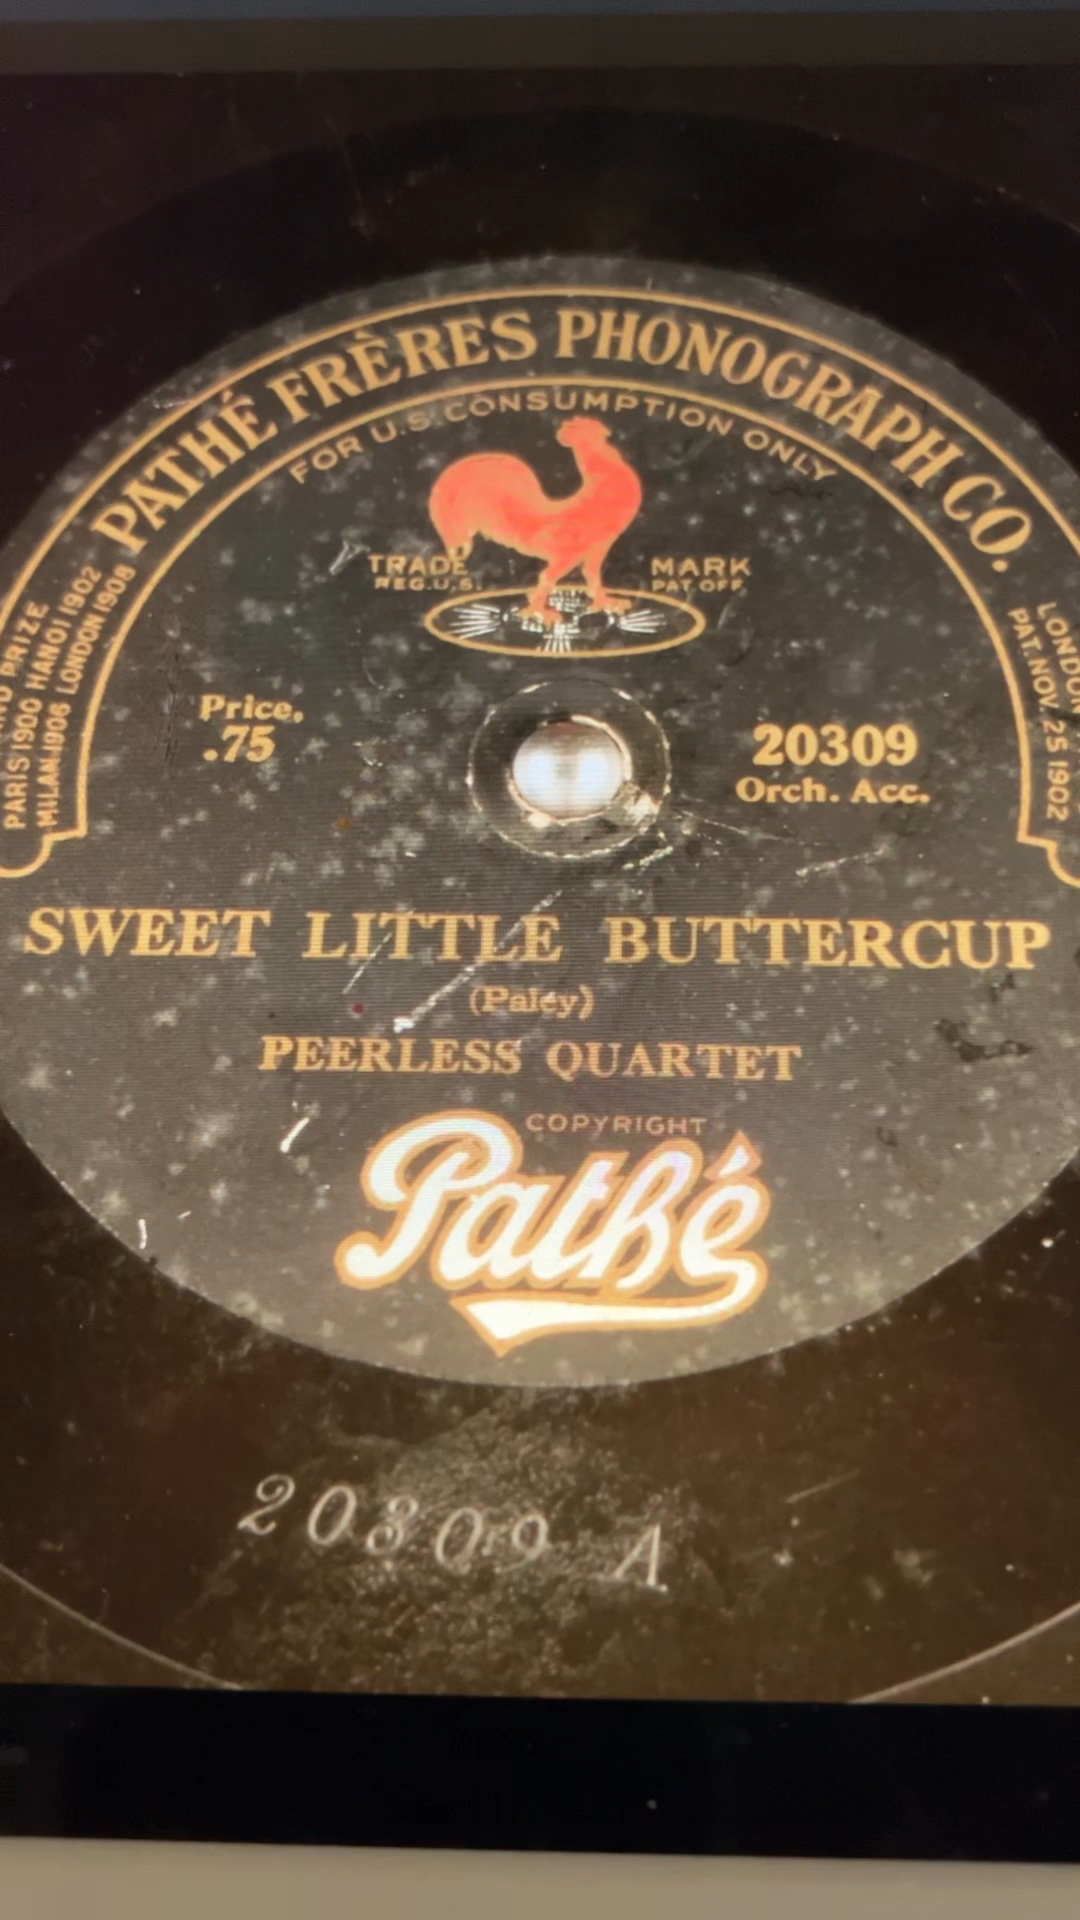 PATHÉ FRÈRES PHONOGRAPH CO.
FOR U.S. CONSUMPTION ONLY
TRADE MARK
REG.U.S. PAT OFF.
PRIZE
PARIS 1900 HANOI 1902
MILAN 1906 LONDON 1908
PAT. NOV. 25 1902
Price.
.75
20309
Orch. Acc.
SWEET LITTLE BUTTERCUP
(Paley)
PEERLESS QUARTET
COPYRIGHT
Pathé
20309 A